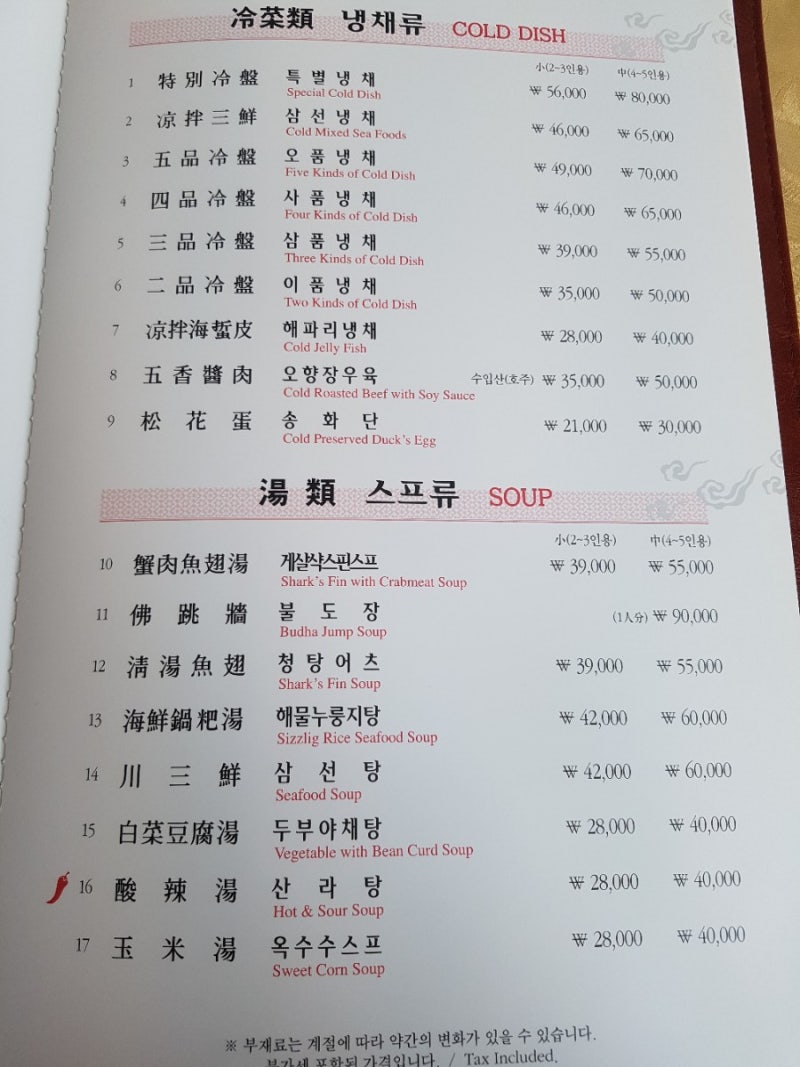 冷菜類 냉채류 COLD DISH
小(2~3인용) 中(4~5인용)
1 特別冷盤 특별냉채 ₩ 56,000 ₩ 80,000
Special Cold Dish
2 凉拌三鮮 삼선냉채 ₩ 46,000 ₩ 65,000
Cold Mixed Sea Foods
3 五品冷盤 오품냉채 ₩ 49,000 ₩ 70,000
Five Kinds of Cold Dish
4 四品冷盤 사품냉채 ₩ 46,000 ₩ 65,000
Four Kinds of Cold Dish
5 三品冷盤 삼품냉채 ₩ 39,000 ₩ 55,000
Three Kinds of Cold Dish
6 二品冷盤 이품냉채 ₩ 35,000 ₩ 50,000
Two Kinds of Cold Dish
7 凉拌海蜇皮 해파리냉채 ₩ 28,000 ₩ 40,000
Cold Jelly Fish
8 五香醬肉 오향장우육 수입산(호주) ₩ 35,000 ₩ 50,000
Cold Roasted Beef with Soy Sauce
9 松花蛋 송화단 ₩ 21,000 ₩ 30,000
Cold Preserved Duck's Egg
湯類 스프류 SOUP
小(2~3인용) 中(4~5인용)
10 蟹肉魚翅湯 게살샥스핀스프 ₩ 39,000 ₩ 55,000
Shark's Fin with Crabmeat Soup
11 佛跳牆 불도장 (1人分) ₩ 90,000
Budha Jump Soup
12 淸湯魚翅 청탕어츠 ₩ 39,000 ₩ 55,000
Shark's Fin Soup
13 海鮮鍋粑湯 해물누룽지탕 ₩ 42,000 ₩ 60,000
Sizzlig Rice Seafood Soup
14 川三鮮 삼선탕 ₩ 42,000 ₩ 60,000
Seafood Soup
15 白菜豆腐湯 두부야채탕 ₩ 28,000 ₩ 40,000
Vegetable with Bean Curd Soup
16 酸辣湯 산라탕 ₩ 28,000 ₩ 40,000
Hot & Sour Soup
17 玉米湯 옥수수스프 ₩ 28,000 ₩ 40,000
Sweet Corn Soup
※ 부재료는 계절에 따라 약간의 변화가 있을 수 있습니다.
부가세 포함된 가격입니다. / Tax Included.